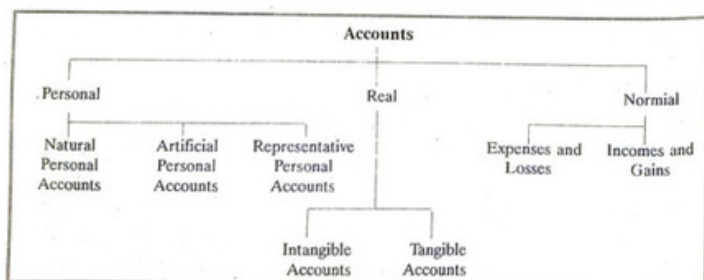 Accounts
Personal Real Normial
Natural Personal Accounts
Artificial Personal Accounts
Representative Personal Accounts
Expenses and Losses
Incomes and Gains
Intangible Accounts
Tangible Accounts